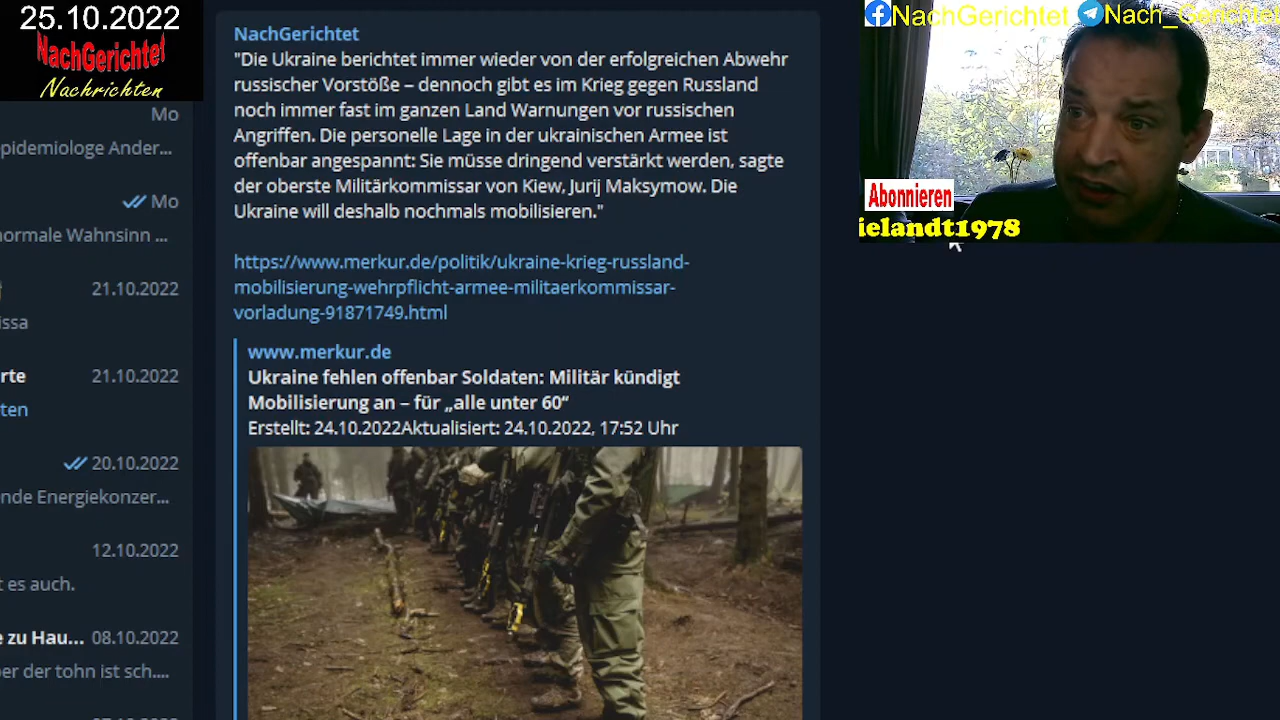 25.10.2022
NachGerichtet
Nachrichten
NachGerichtet
Nach_Gerichtet
Abonnieren
ielandt1978
Mo
pidemiologe Ander...
Mo
normale Wahnsinn ...
21.10.2022
issa
rte
21.10.2022
ten
20.10.2022
nde Energiekonzer...
12.10.2022
t es auch.
e zu Hau...
08.10.2022
er der tohn ist sch....
NachGerichtet
"Die Ukraine berichtet immer wieder von der erfolgreichen Abwehr
russischer Vorstöße – dennoch gibt es im Krieg gegen Russland
noch immer fast im ganzen Land Warnungen vor russischen
Angriffen. Die personelle Lage in der ukrainischen Armee ist
offenbar angespannt: Sie müsse dringend verstärkt werden, sagte
der oberste Militärkommissar von Kiew, Jurij Maksymow. Die
Ukraine will deshalb nochmals mobilisieren."
https://www.merkur.de/politik/ukraine-krieg-russland-
mobilisierung-wehrpflicht-armee-militaerkommissar-
vorladung-91871749.html
www.merkur.de
Ukraine fehlen offenbar Soldaten: Militär kündigt
Mobilisierung an – für „alle unter 60“
Erstellt: 24.10.2022Aktualisiert: 24.10.2022, 17:52 Uhr